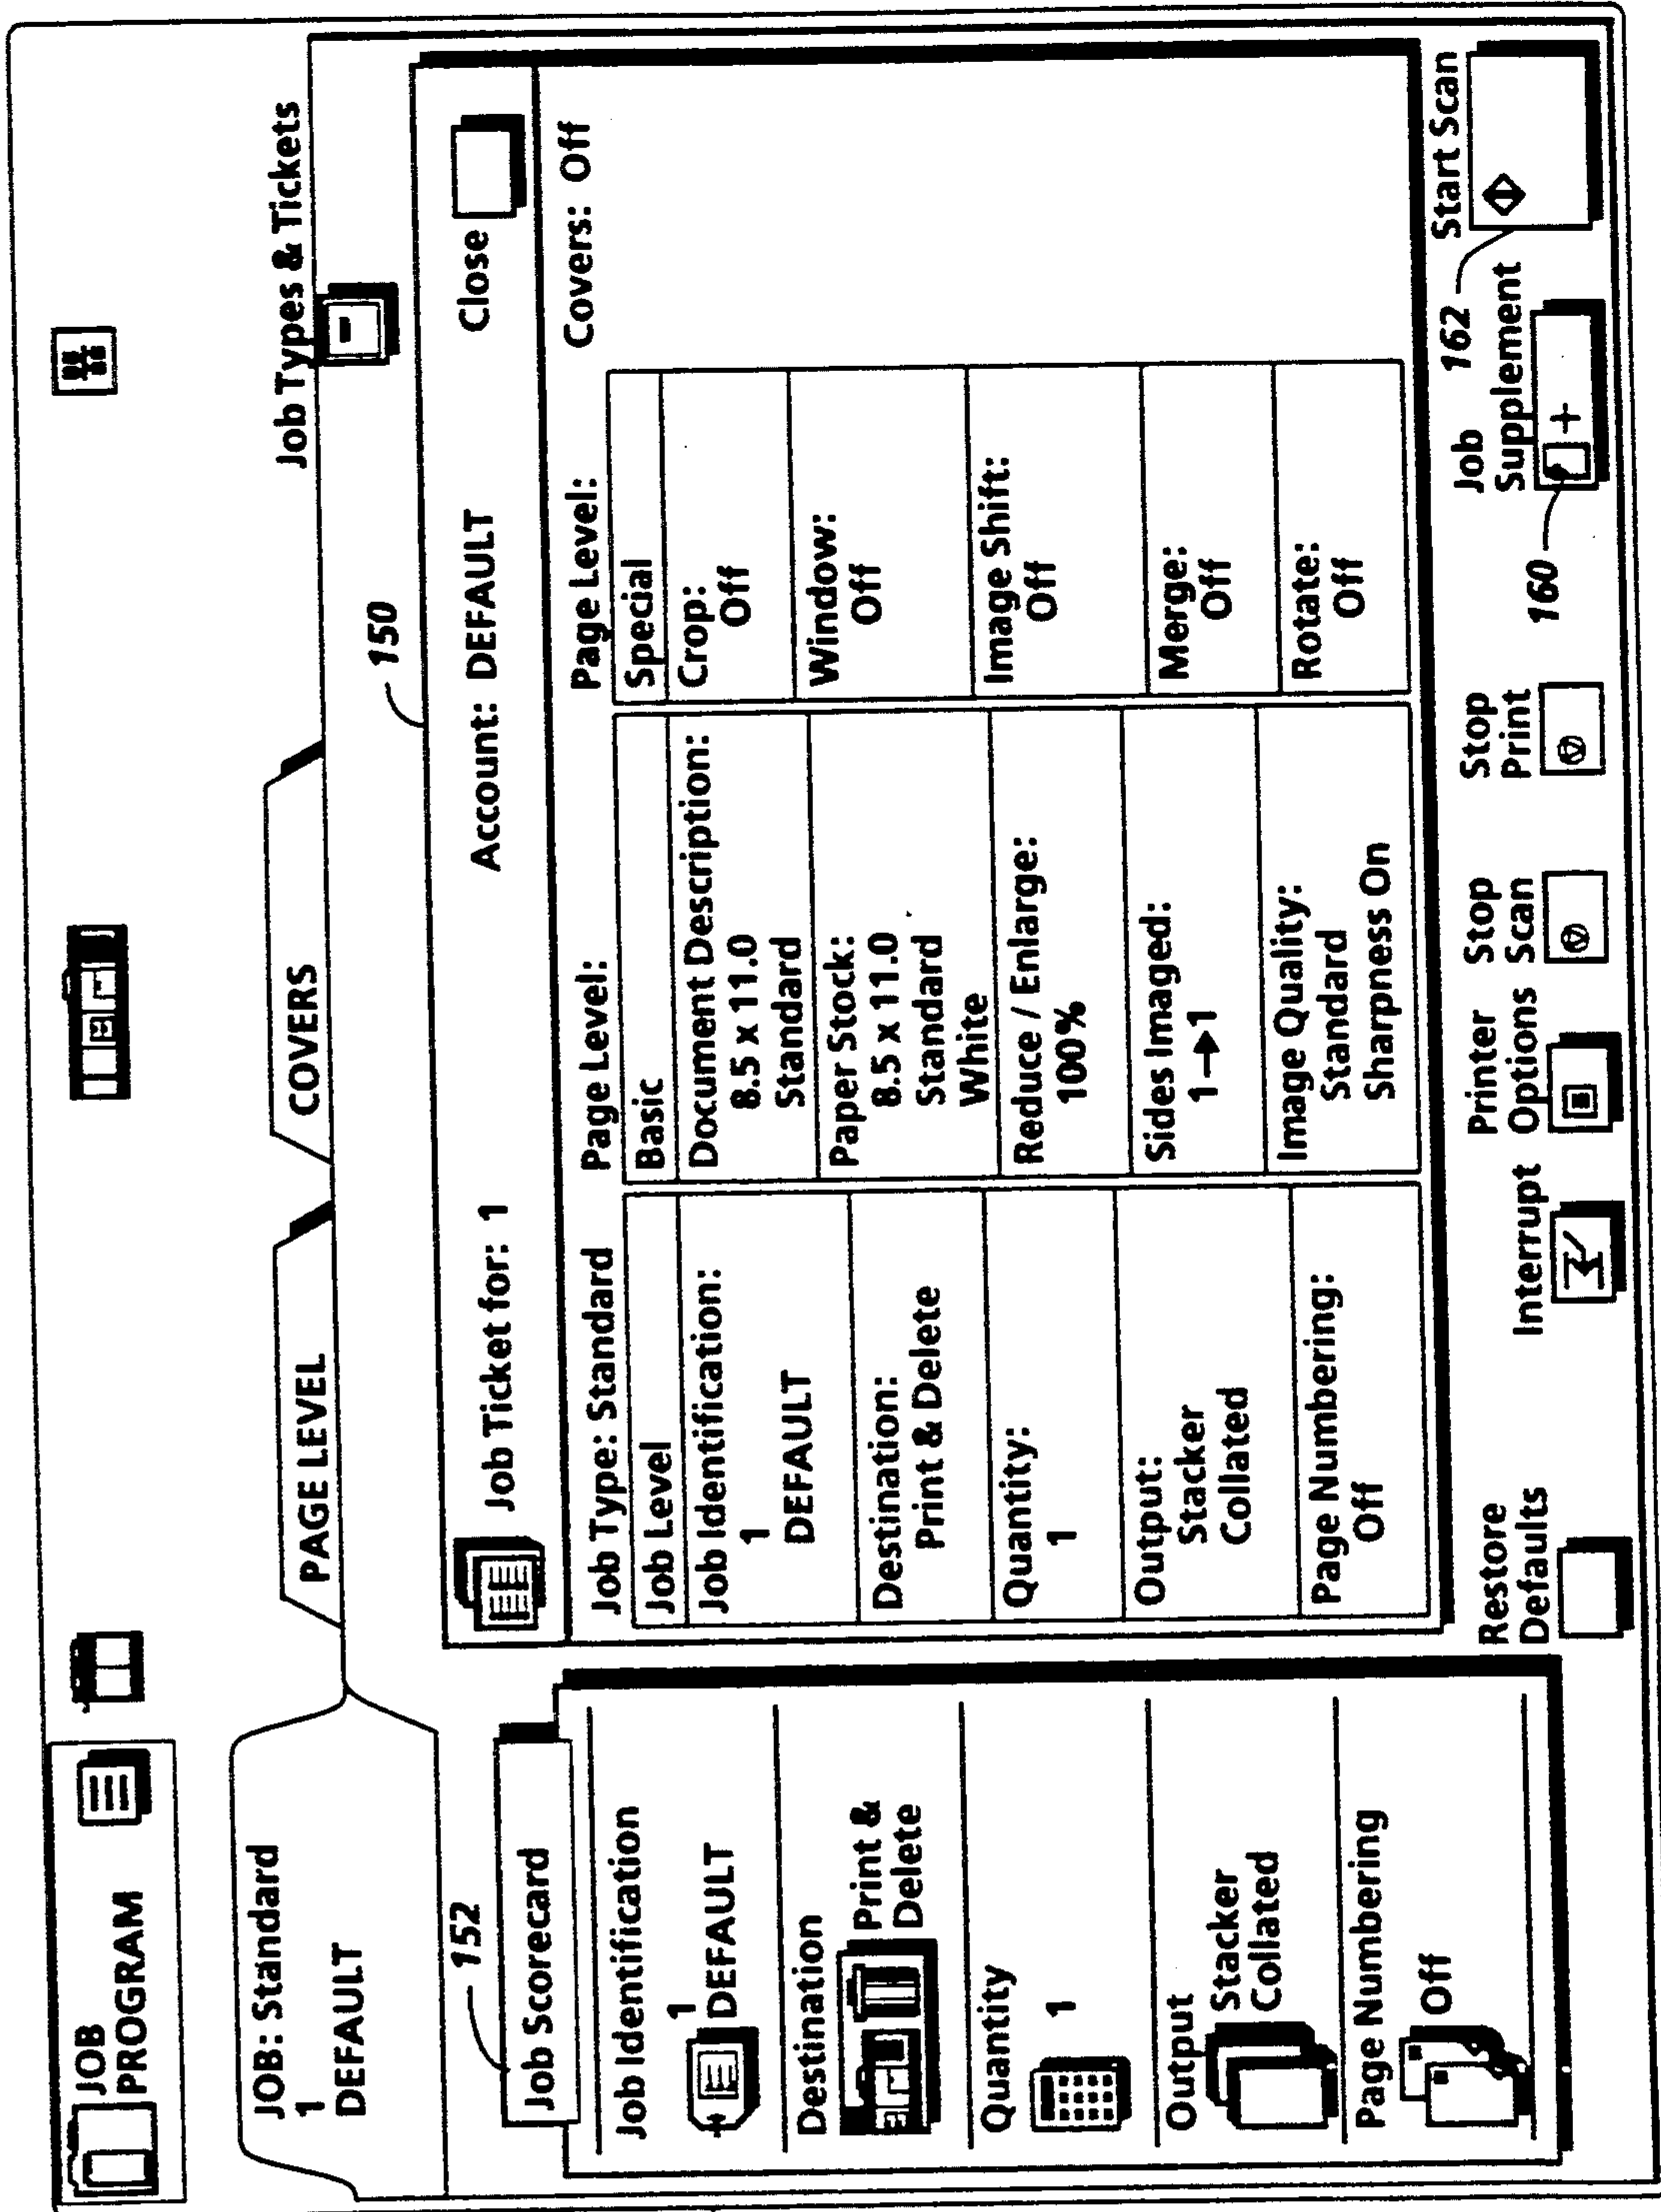 JOB
PROGRAM
JOB: Standard
1
DEFAULT
PAGE LEVEL
COVERS
Job Types & Tickets
152
150
Job Scorecard
Job Identification
1
DEFAULT
Destination
Print &
Delete
Quantity
1
Output
Stacker
Collated
Page Numbering
Off
Job Ticket for: 1
Account: DEFAULT
Close
Job Type: Standard
Job Level
Job Identification:
1
DEFAULT
Destination:
Print & Delete
Quantity:
1
Output:
Stacker
Collated
Page Numbering:
Off
Page Level:
Basic
Document Description:
8.5 x 11.0
Standard
Paper Stock:
8.5 x 11.0
Standard
White
Reduce / Enlarge:
100%
Sides Imaged:
1→1
Image Quality:
Standard
Sharpness On
Page Level:
Special
Crop:
Off
Window:
Off
Image Shift:
Off
Merge:
Off
Rotate:
Off
Covers: Off
Restore
Defaults
Interrupt
Printer
Options
Stop
Scan
Stop
Print
160
Job
Supplement
162
Start Scan